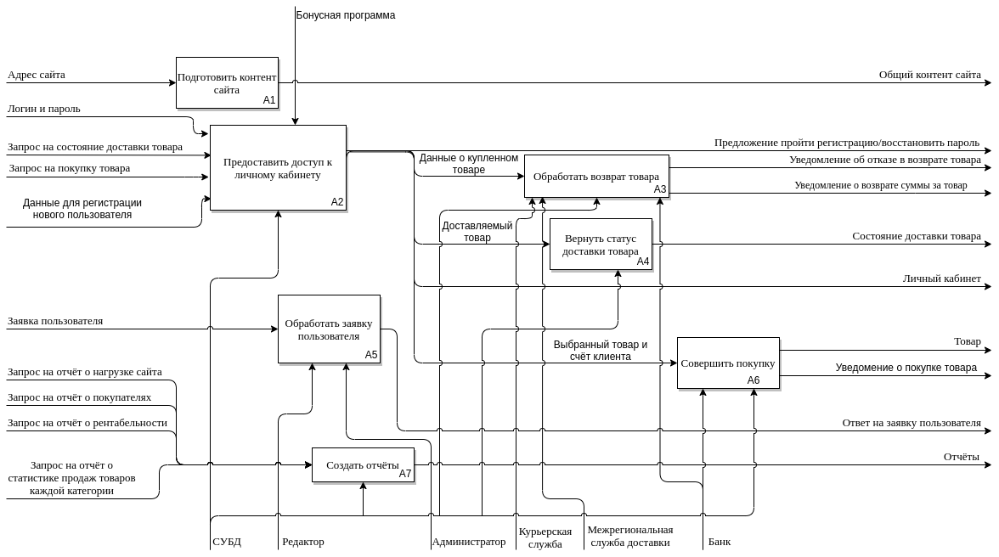 Бонусная программа
Адрес сайта
Подготовить контент
сайта
A1
Общий контент сайта
Логин и пароль
Запрос на состояние доставки товара
Запрос на покупку товара
Данные для регистрации
нового пользователя
Предоставить доступ к
личному кабинету
A2
Предложение пройти регистрацию/восстановить пароль
Данные о купленном
товаре
Обработать возврат товара
A3
Уведомление об отказе в возврате товара
Уведомление о возврате суммы за товар
Доставляемый
товар
Вернуть статус
доставки товара
A4
Состояние доставки товара
Личный кабинет
Заявка пользователя
Обработать заявку
пользователя
A5
Выбранный товар и
счёт клиента
Совершить покупку
A6
Товар
Уведомление о покупке товара
Запрос на отчёт о нагрузке сайта
Запрос на отчёт о покупателях
Запрос на отчёт о рентабельности
Ответ на заявку пользователя
Запрос на отчёт о
статистике продаж товаров
каждой категории
Создать отчёты
A7
Отчёты
СУБД
Редактор
Администратор
Курьерская
служба
Межрегиональная
служба доставки
Банк